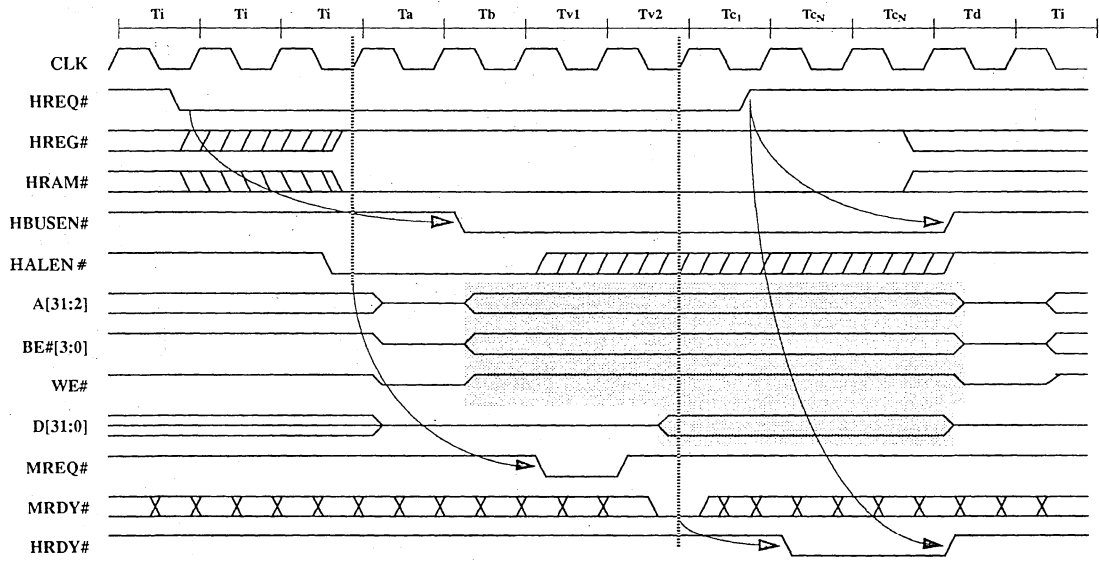 Ti Ti Ti Ta Tb Tv1 Tv2 Tc1 TcN TcN Td Ti
CLK
HREQ#
HREG#
HRAM#
HBUSEN#
HALEN#
A[31:2]
BE#[3:0]
WE#
D[31:0]
MREQ#
MRDY#
HRDY#